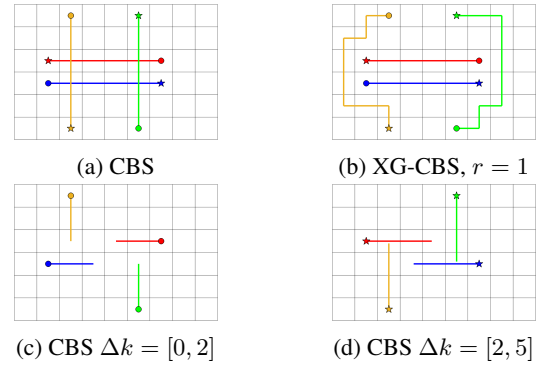 (a) CBS
(b) XG-CBS, r = 1
(c) CBS Δk = [0, 2]
(d) CBS Δk = [2, 5]